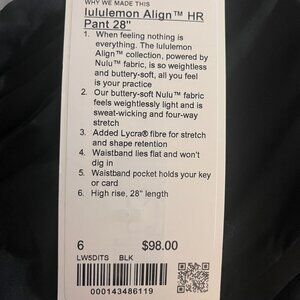 WHY WE MADE THIS
lululemon Align™ HR
Pant 28"
1. When feeling nothing is
everything. The lululemon
Align™ collection, powered by
Nulu™ fabric, is so weightless
and buttery-soft, all you feel
is your practice
2. Our buttery-soft Nulu™ fabric
feels weightlessly light and is
sweat-wicking and four-way
stretch
3. Added Lycra® fibre for stretch
and shape retention
4. Waistband lies flat and won't
dig in
5. Waistband pocket holds your key
or card
6. High rise, 28" length
6 $98.00
LW5DITS BLK
000143486119